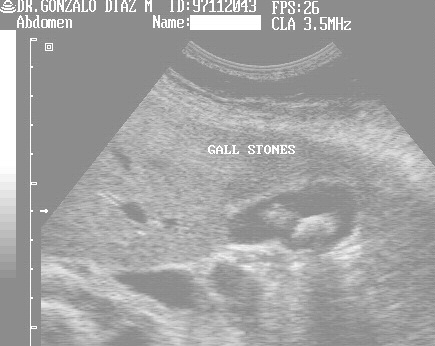 DR.GONZALO DIAZ M ID:97112043 FPS:26
Abdomen Name: CLA 3.5MHz
GALL STONES